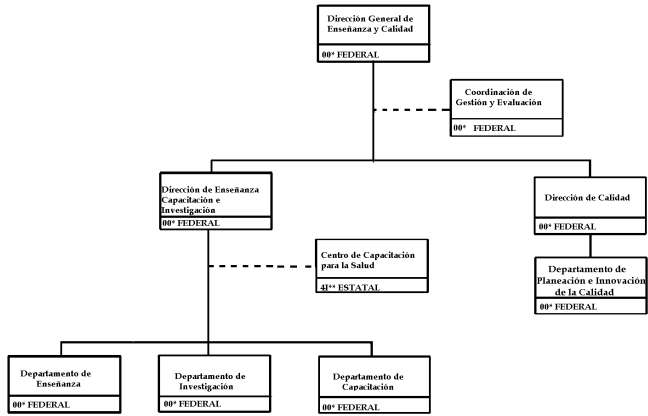 Dirección General de
Enseñanza y Calidad
00* FEDERAL
Coordinación de
Gestión y Evaluación
00* FEDERAL
Dirección de Enseñanza
Capacitación e
Investigación
00* FEDERAL
Dirección de Calidad
00* FEDERAL
Centro de Capacitación
para la Salud
4I** ESTATAL
Departamento de
Planeación e Innovación
de la Calidad
00* FEDERAL
Departamento de
Enseñanza
00* FEDERAL
Departamento de
Investigación
00* FEDERAL
Departamento de
Capacitación
00* FEDERAL